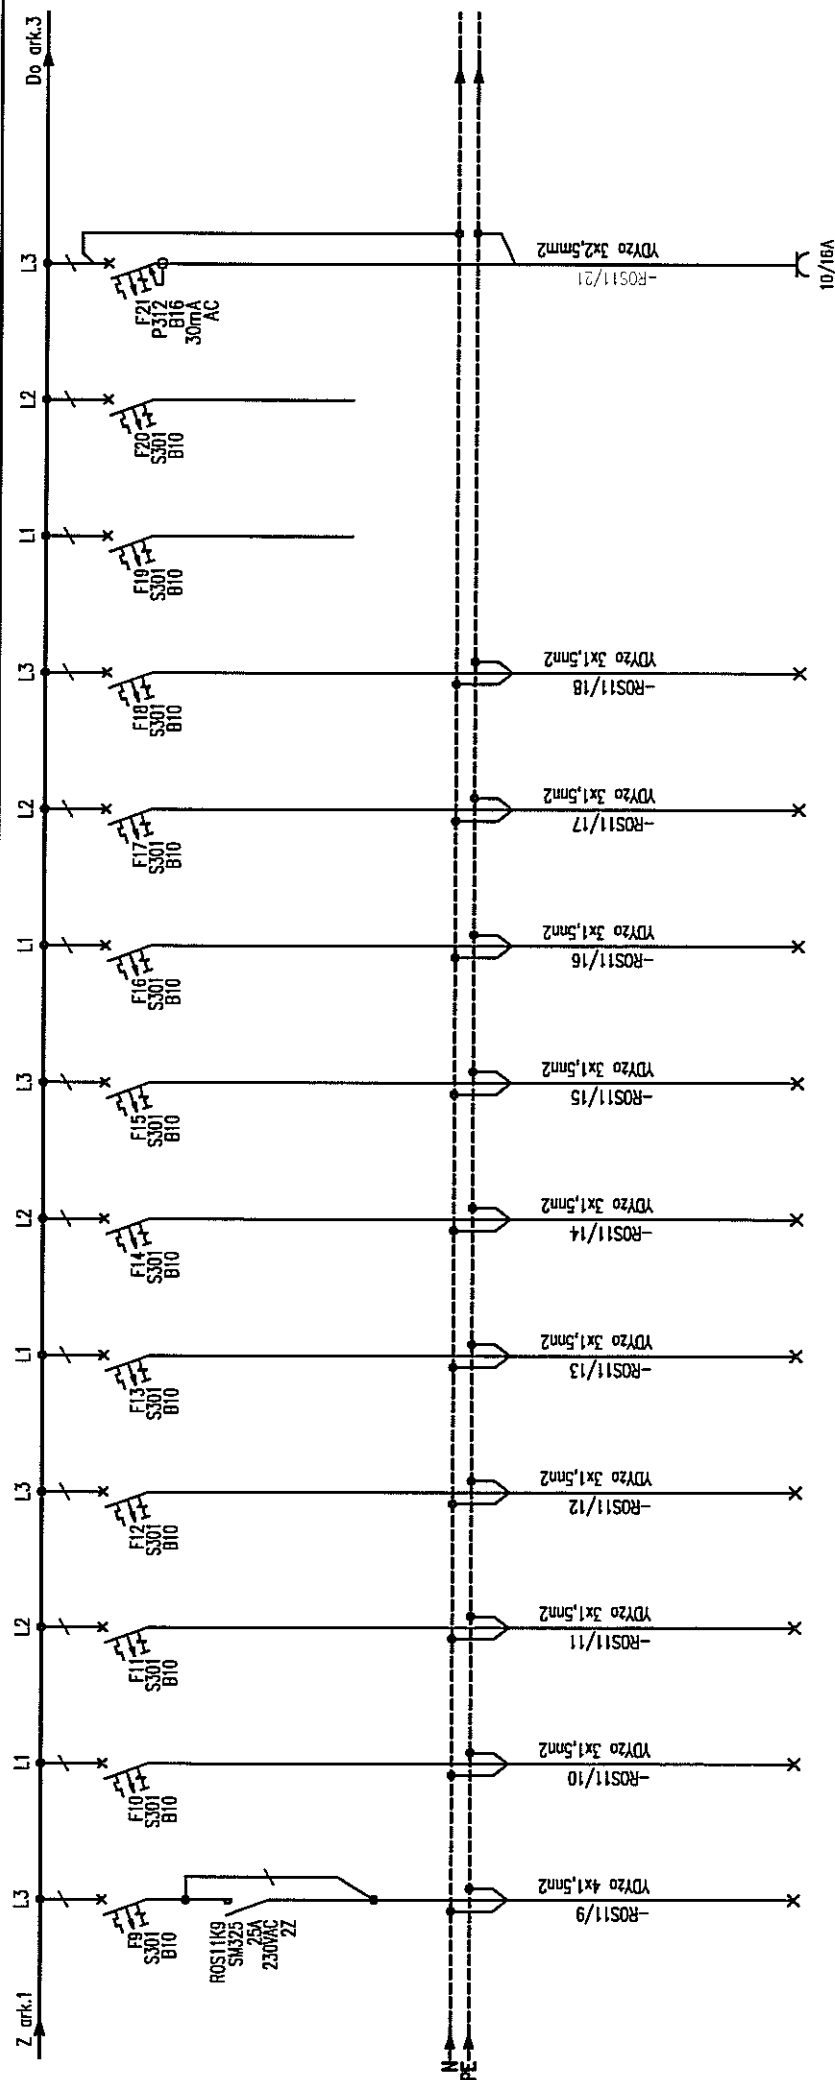 Z ark.1
Do ark.3
L3
F9
S301
B10
ROS11K9
SM325
25A
230VAC
2Z
-ROS11/9
YDYżo 4x1,5mm2
L1
F10
S301
B10
-ROS11/10
YDYżo 3x1,5mm2
L2
F11
S301
B10
-ROS11/11
YDYżo 3x1,5mm2
L3
F12
S301
B10
-ROS11/12
YDYżo 3x1,5mm2
L1
F13
S301
B10
-ROS11/13
YDYżo 3x1,5mm2
L2
F14
S301
B10
-ROS11/14
YDYżo 3x1,5mm2
L3
F15
S301
B10
-ROS11/15
YDYżo 3x1,5mm2
L1
F16
S301
B10
-ROS11/16
YDYżo 3x1,5mm2
L2
F17
S301
B10
-ROS11/17
YDYżo 3x1,5mm2
L3
F18
S301
B10
-ROS11/18
YDYżo 3x1,5mm2
L1
F19
S301
B10
L2
F20
S301
B10
L3
F21
P312
B16
30mA
AC
-ROS11/21
YDYżo 3x2,5mm2
10/16A
N
PE